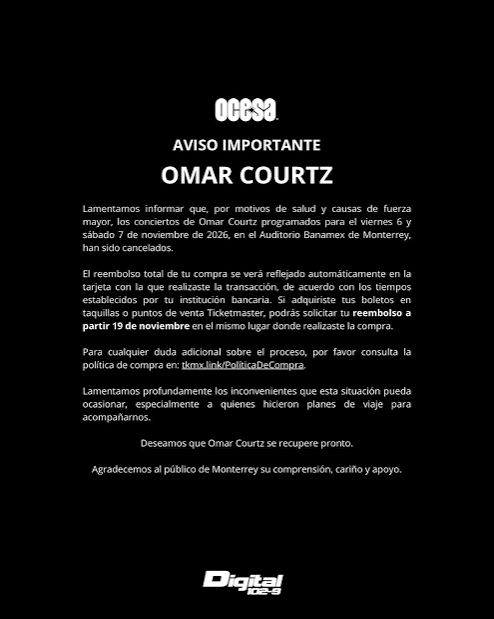 ocesa
AVISO IMPORTANTE
OMAR COURTZ
Lamentamos informar que, por motivos de salud y causas de fuerza
mayor, los conciertos de Omar Courtz programados para el viernes 6 y
sábado 7 de noviembre de 2026, en el Auditorio Banamex de Monterrey,
han sido cancelados.
El reembolso total de tu compra se verá reflejado automáticamente en la
tarjeta con la que realizaste la transacción, de acuerdo con los tiempos
establecidos por tu institución bancaria. Si adquiriste tus boletos en
taquillas o puntos de venta Ticketmaster, podrás solicitar tu reembolso a
partir 19 de noviembre en el mismo lugar donde realizaste la compra.
Para cualquier duda adicional sobre el proceso, por favor consulta la
política de compra en: tkmx.link/PolíticaDeCompra.
Lamentamos profundamente los inconvenientes que esta situación pueda
ocasionar, especialmente a quienes hicieron planes de viaje para
acompañarnos.
Deseamos que Omar Courtz se recupere pronto.
Agradecemos al público de Monterrey su comprensión, cariño y apoyo.
Digital
102-9